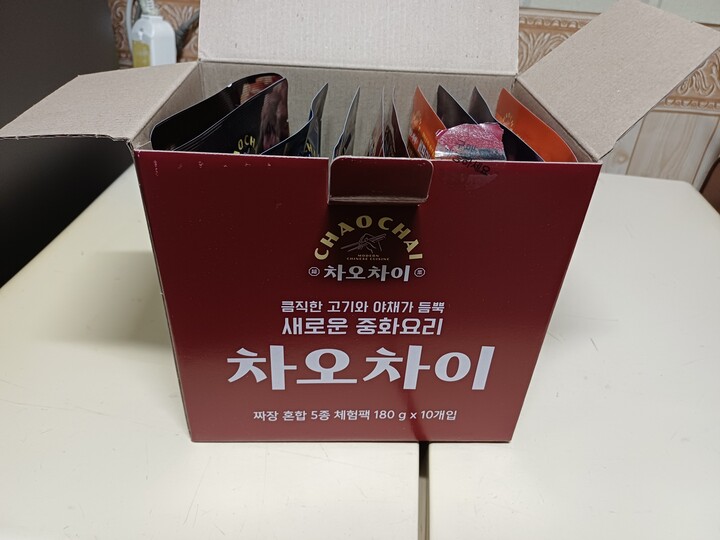 CHAOCHAI
MODERN
CHINESE CUISINE
차오차이
큼직한 고기와 야채가 듬뿍
새로운 중화요리
차오차이
짜장 혼합 5종 체험팩 180 g x 10개입